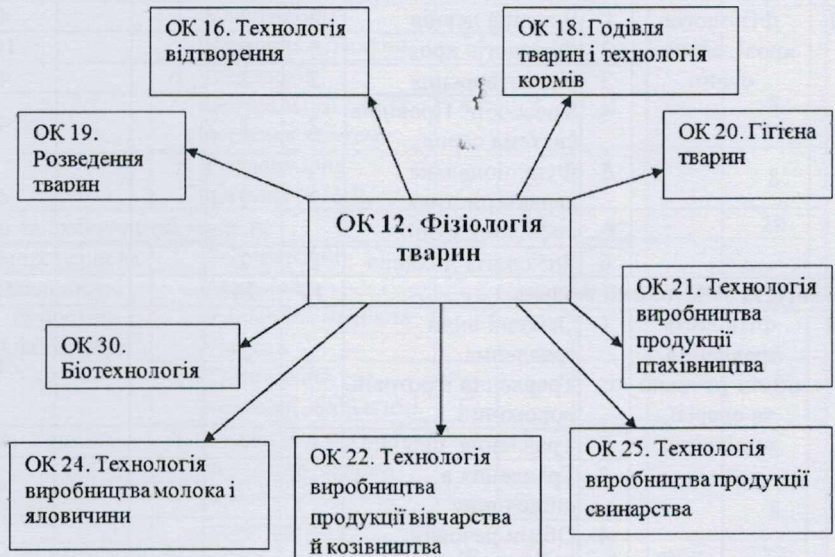 ОК 16. Технологія
відтворення
ОК 18. Годівля
тварин і технологія
кормів
ОК 19.
Розведення
тварин
ОК 20. Гігієна
тварин
ОК 12. Фізіологія
тварин
ОК 21. Технологія
виробництва
продукції
птахівництва
ОК 30.
Біотехнологія
ОК 24. Технологія
виробництва молока і
яловичини
ОК 22. Технологія
виробництва
продукції вівчарства
й козівництва
ОК 25. Технологія
виробництва продукції
свинарства